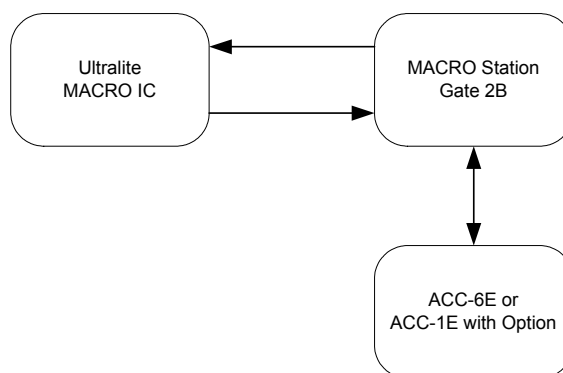 Ultralite
MACRO IC
MACRO Station
Gate 2B
ACC-6E or
ACC-1E with Option